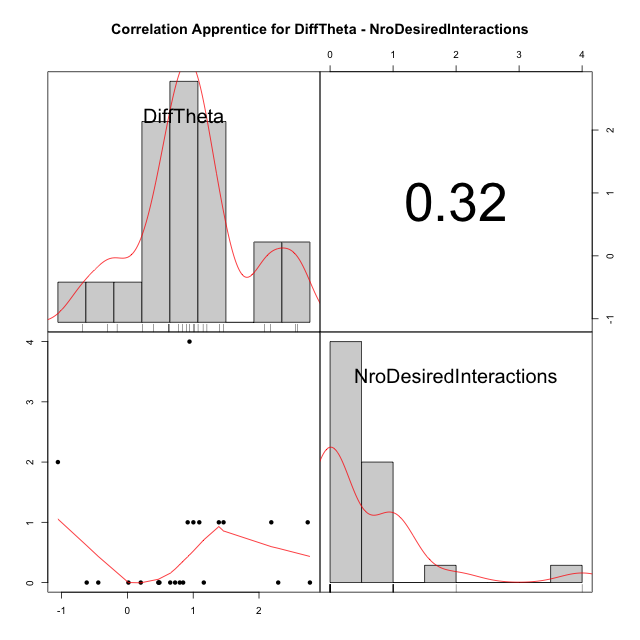 Correlation Apprentice for DiffTheta - NroDesiredInteractions
0 1 2 3 4
DiffTheta
0.32
2
1
0
-1
4
3
2
1
0
NroDesiredInteractions
-1 0 1 2